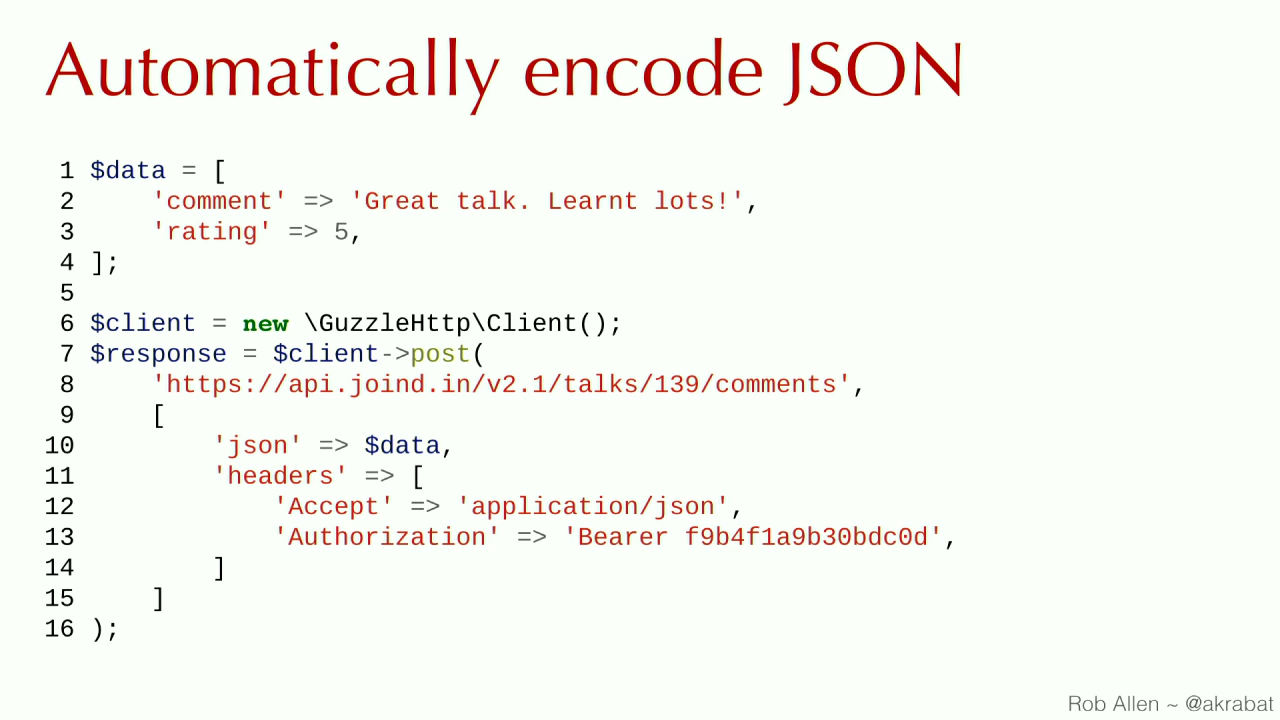 Automatically encode JSON
1 $data = [
2     'comment' => 'Great talk. Learnt lots!',
3     'rating' => 5,
4 ];
5
6 $client = new \GuzzleHttp\Client();
7 $response = $client->post(
8     'https://api.joind.in/v2.1/talks/139/comments',
9     [
10         'json' => $data,
11         'headers' => [
12             'Accept' => 'application/json',
13             'Authorization' => 'Bearer f9b4f1a9b30bdc0d',
14         ]
15     ]
16 );
Rob Allen ~ @akrabat